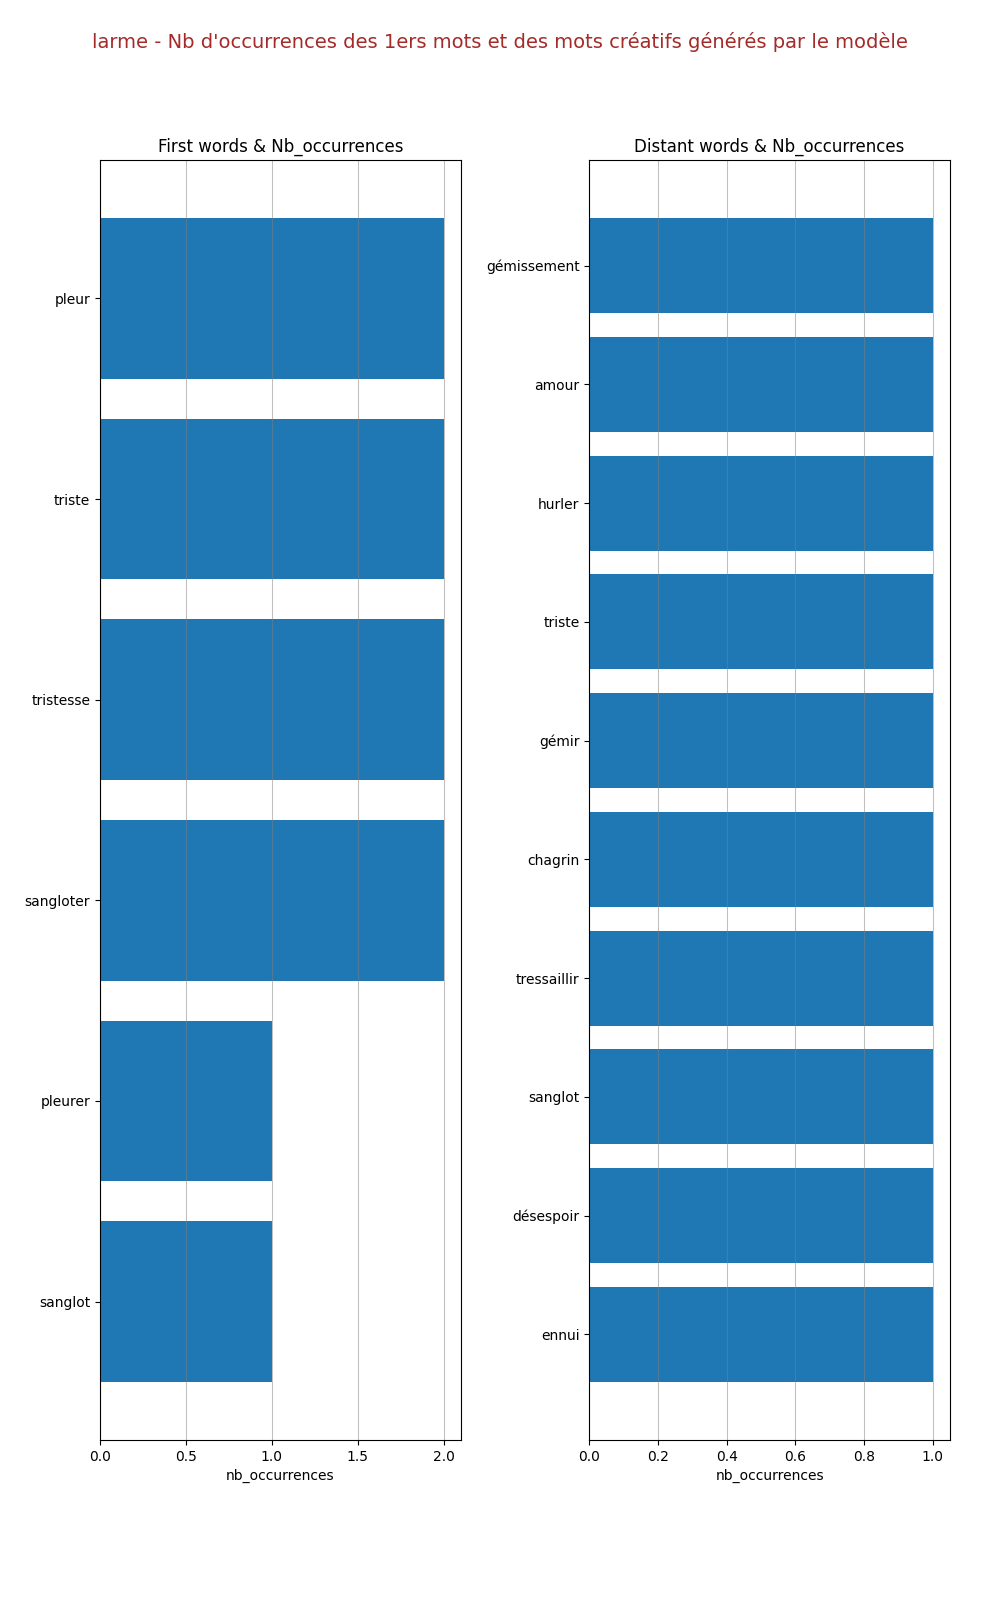 larme - Nb d'occurrences des 1ers mots et des mots créatifs générés par le modèle
First words & Nb_occurrences
pleur
triste
tristesse
sangloter
pleurer
sanglot
0.0 0.5 1.0 1.5 2.0
nb_occurrences
Distant words & Nb_occurrences
gémissement
amour
hurler
triste
gémir
chagrin
tressaillir
sanglot
désespoir
ennui
0.0 0.2 0.4 0.6 0.8 1.0
nb_occurrences